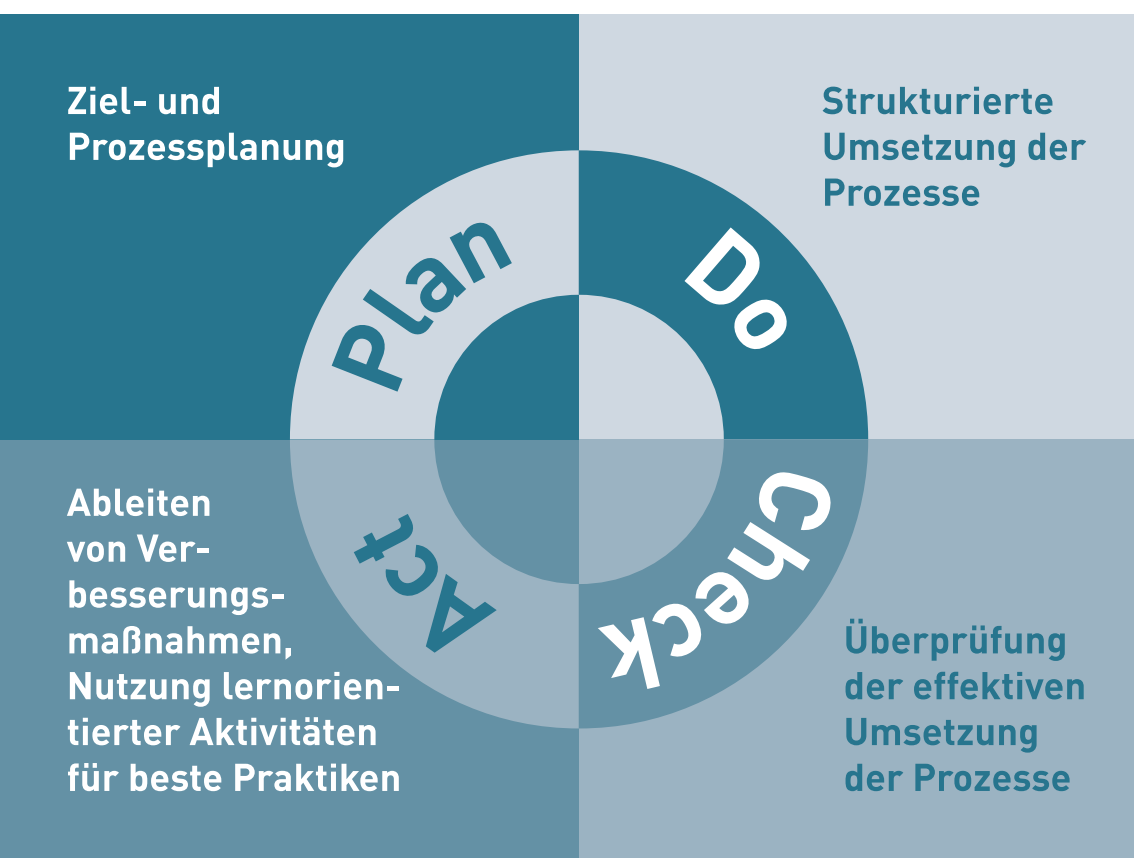 Ziel- und
Prozessplanung
Plan
Strukturierte
Umsetzung der
Prozesse
Do
Check
Überprüfung
der effektiven
Umsetzung
der Prozesse
Act
Ableiten
von Ver-
besserungs-
maßnahmen,
Nutzung lernorien-
tierter Aktivitäten
für beste Praktiken